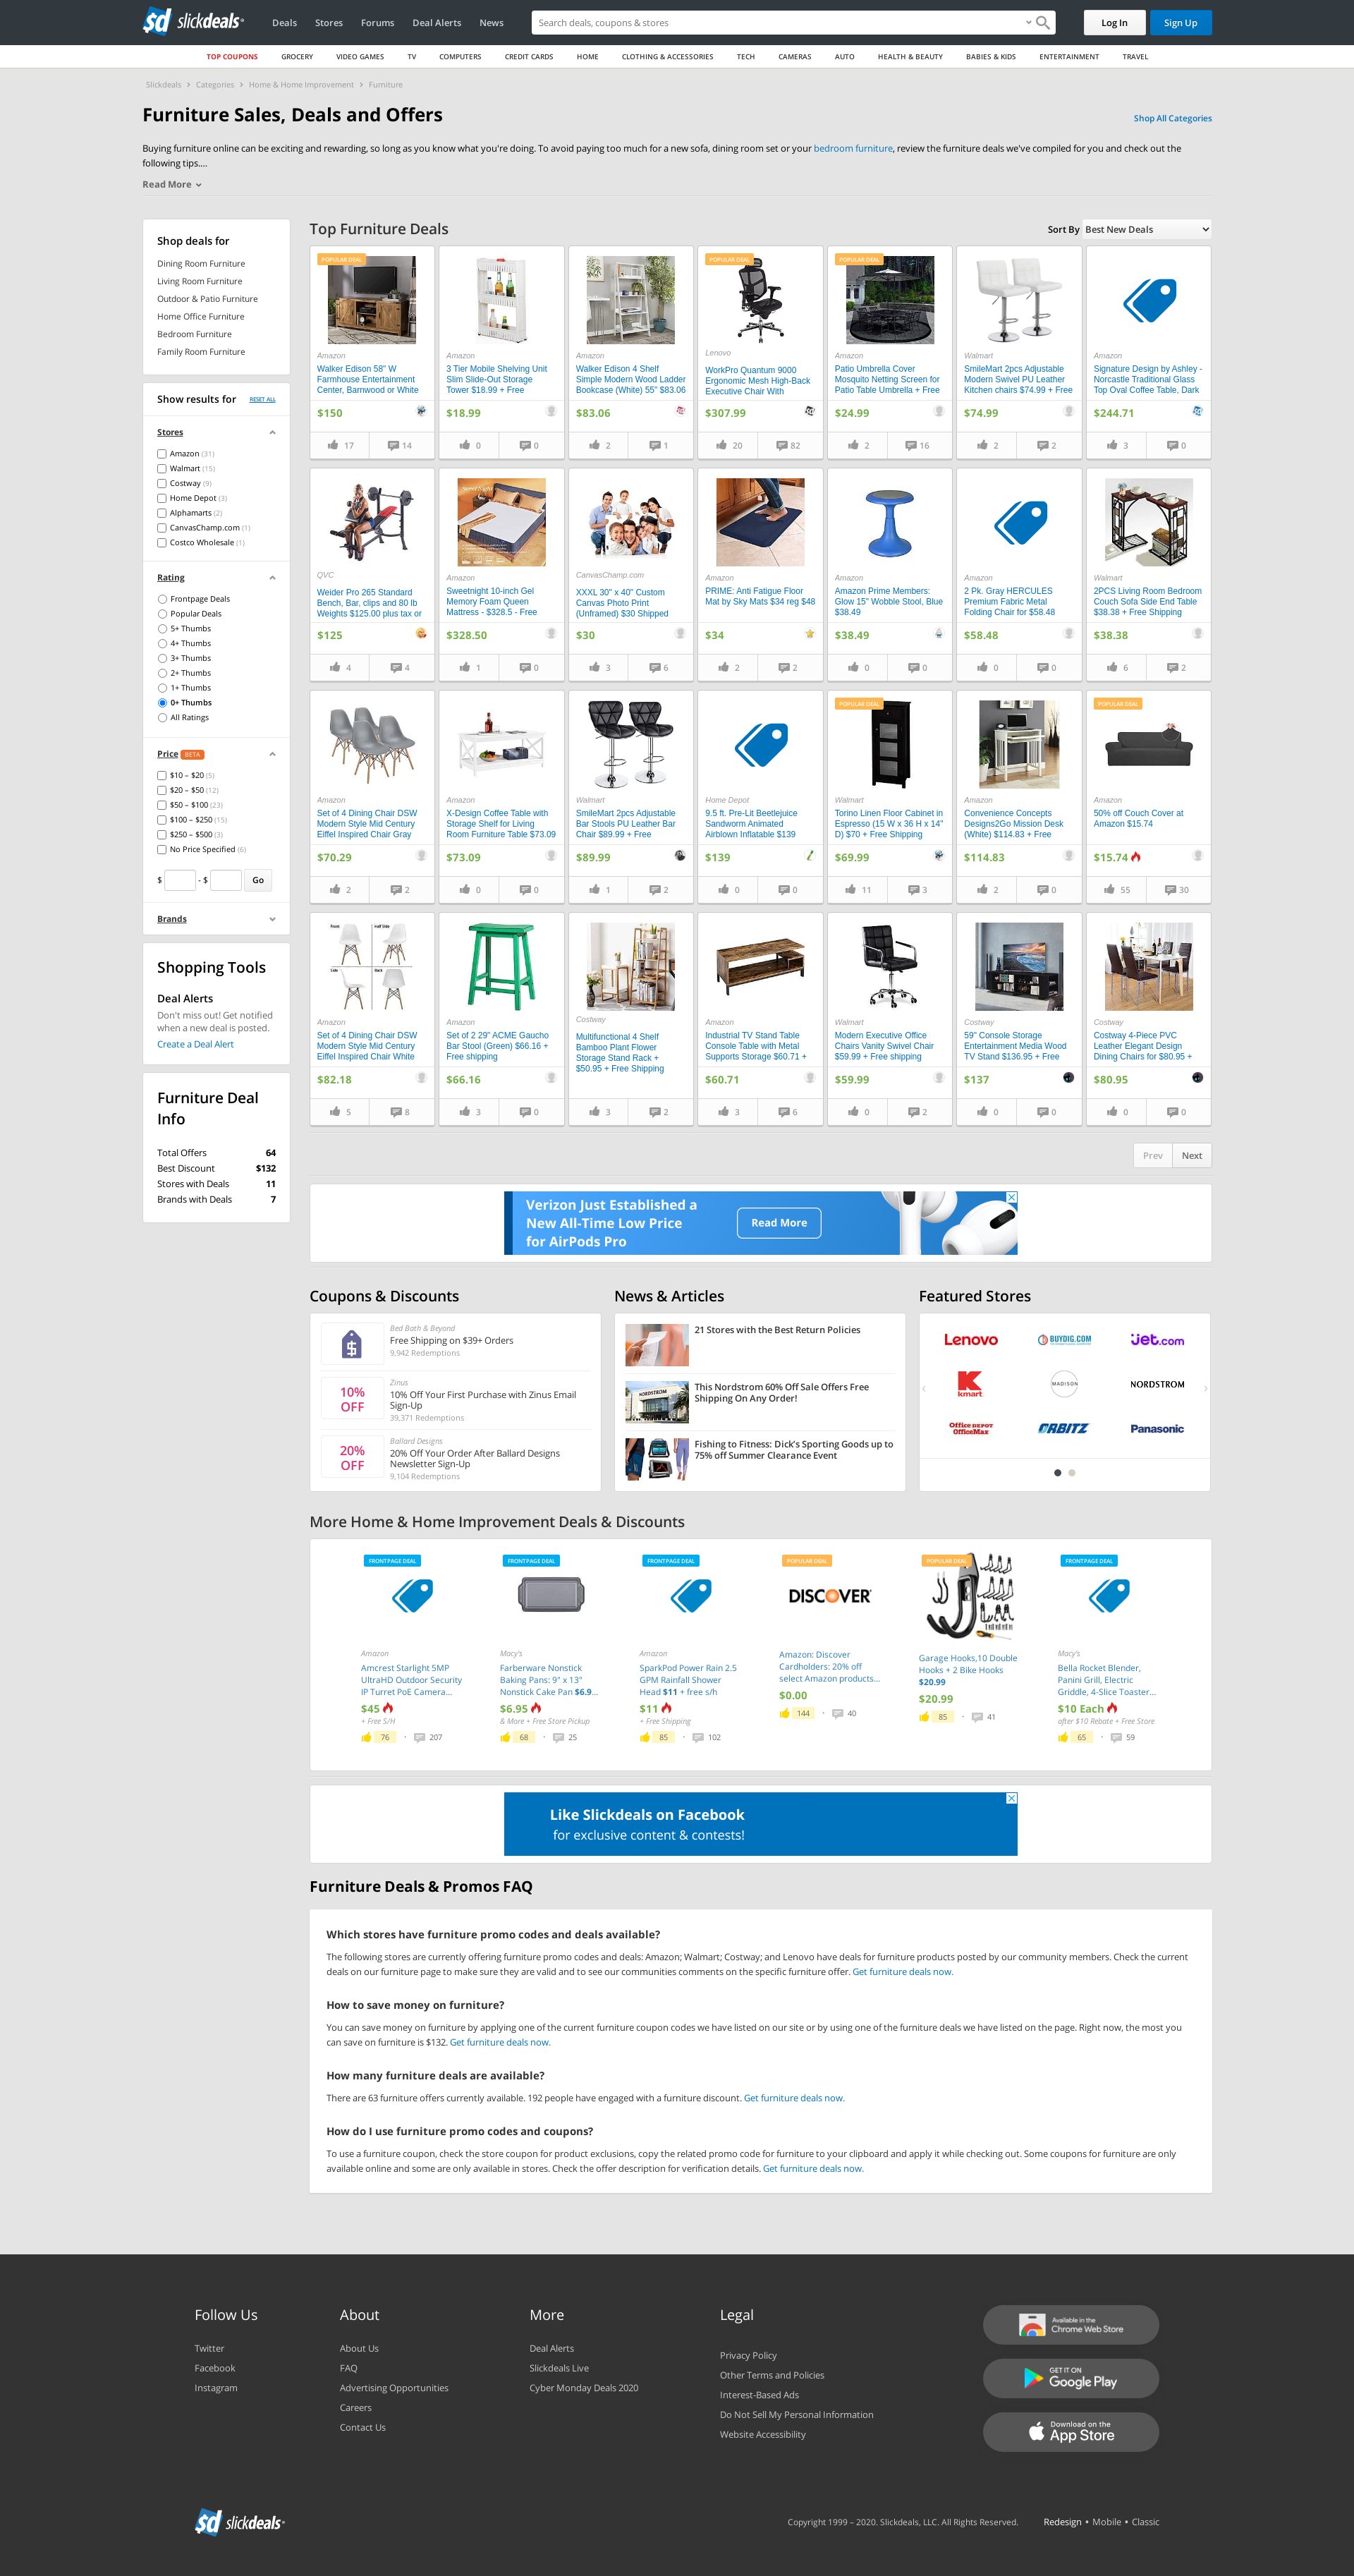 slickdeals
Deals Stores Forums Deal Alerts News
Search deals, coupons & stores
Log In
Sign Up
TOP COUPONS GROCERY VIDEO GAMES TV COMPUTERS CREDIT CARDS HOME CLOTHING & ACCESSORIES TECH CAMERAS AUTO HEALTH & BEAUTY BABIES & KIDS ENTERTAINMENT TRAVEL
Slickdeals › Categories › Home & Home Improvement › Furniture
Furniture Sales, Deals and Offers
Shop All Categories
Buying furniture online can be exciting and rewarding, so long as you know what you're doing. To avoid paying too much for a new sofa, dining room set or your bedroom furniture, review the furniture deals we've compiled for you and check out the
following tips....
Read More
Shop deals for
Dining Room Furniture
Living Room Furniture
Outdoor & Patio Furniture
Home Office Furniture
Bedroom Furniture
Family Room Furniture
Show results for RESET ALL
Stores
Amazon (31)
Walmart (15)
Costway (9)
Home Depot (3)
Alphamarts (2)
CanvasChamp.com (1)
Costco Wholesale (1)
Rating
Frontpage Deals
Popular Deals
5+ Thumbs
4+ Thumbs
3+ Thumbs
2+ Thumbs
1+ Thumbs
0+ Thumbs
All Ratings
Price BETA
$10 – $20 (5)
$20 – $50 (12)
$50 – $100 (23)
$100 – $250 (15)
$250 – $500 (3)
No Price Specified (6)
$ - $ Go
Brands
Shopping Tools
Deal Alerts
Don't miss out! Get notified
when a new deal is posted.
Create a Deal Alert
Furniture Deal
Info
Total Offers 64
Best Discount $132
Stores with Deals 11
Brands with Deals 7
Top Furniture Deals
Sort By Best New Deals
POPULAR DEAL
Amazon
Walker Edison 58" W
Farmhouse Entertainment
Center, Barnwood or White
$150
17 14
Amazon
3 Tier Mobile Shelving Unit
Slim Slide-Out Storage
Tower $18.99 + Free
$18.99
0 0
Amazon
Walker Edison 4 Shelf
Simple Modern Wood Ladder
Bookcase (White) 55" $83.06
$83.06
2 1
POPULAR DEAL
Lenovo
WorkPro Quantum 9000
Ergonomic Mesh High-Back
Executive Chair With
$307.99
20 82
POPULAR DEAL
Amazon
Patio Umbrella Cover
Mosquito Netting Screen for
Patio Table Umbrella + Free
$24.99
2 16
Walmart
SmileMart 2pcs Adjustable
Modern Swivel PU Leather
Kitchen chairs $74.99 + Free
$74.99
2 2
Amazon
Signature Design by Ashley -
Norcastle Traditional Glass
Top Oval Coffee Table, Dark
$244.71
3 0
QVC
Weider Pro 265 Standard
Bench, Bar, clips and 80 lb
Weights $125.00 plus tax or
$125
4 4
Amazon
Sweetnight 10-inch Gel
Memory Foam Queen
Mattress - $328.5 - Free
$328.50
1 0
CanvasChamp.com
XXXL 30" x 40" Custom
Canvas Photo Print
(Unframed) $30 Shipped
$30
3 6
Amazon
PRIME: Anti Fatigue Floor
Mat by Sky Mats $34 reg $48
$34
2 2
Amazon
Amazon Prime Members:
Glow 15" Wobble Stool, Blue
$38.49
$38.49
0 0
Amazon
2 Pk. Gray HERCULES
Premium Fabric Metal
Folding Chair for $58.48
$58.48
0 0
Walmart
2PCS Living Room Bedroom
Couch Sofa Side End Table
$38.38 + Free Shipping
$38.38
6 2
Amazon
Set of 4 Dining Chair DSW
Modern Style Mid Century
Eiffel Inspired Chair Gray
$70.29
2 2
Amazon
X-Design Coffee Table with
Storage Shelf for Living
Room Furniture Table $73.09
$73.09
0 0
Walmart
SmileMart 2pcs Adjustable
Bar Stools PU Leather Bar
Chair $89.99 + Free
$89.99
1 2
Home Depot
9.5 ft. Pre-Lit Beetlejuice
Sandworm Animated
Airblown Inflatable $139
$139
0 0
POPULAR DEAL
Walmart
Torino Linen Floor Cabinet in
Espresso (15 W x 36 H x 14"
D) $70 + Free Shipping
$69.99
11 3
Amazon
Convenience Concepts
Designs2Go Mission Desk
(White) $114.83 + Free
$114.83
2 0
POPULAR DEAL
Amazon
50% off Couch Cover at
Amazon $15.74
$15.74
55 30
Amazon
Set of 4 Dining Chair DSW
Modern Style Mid Century
Eiffel Inspired Chair White
$82.18
5 8
Amazon
Set of 2 29" ACME Gaucho
Bar Stool (Green) $66.16 +
Free shipping
$66.16
3 0
Costway
Multifunctional 4 Shelf
Bamboo Plant Flower
Storage Stand Rack +
$50.95 + Free Shipping
3 2
Amazon
Industrial TV Stand Table
Console Table with Metal
Supports Storage $60.71 +
$60.71
3 6
Walmart
Modern Executive Office
Chairs Vanity Swivel Chair
$59.99 + Free shipping
$59.99
0 2
Costway
59" Console Storage
Entertainment Media Wood
TV Stand $136.95 + Free
$137
0 0
Costway
Costway 4-Piece PVC
Leather Elegant Design
Dining Chairs for $80.95 +
$80.95
0 0
Prev Next
Verizon Just Established a
New All-Time Low Price
for AirPods Pro
Read More
Coupons & Discounts
Bed Bath & Beyond
Free Shipping on $39+ Orders
9,942 Redemptions
10%
OFF
Zinus
10% Off Your First Purchase with Zinus Email
Sign-Up
39,371 Redemptions
20%
OFF
Ballard Designs
20% Off Your Order After Ballard Designs
Newsletter Sign-Up
9,104 Redemptions
News & Articles
21 Stores with the Best Return Policies
NORDSTROM
This Nordstrom 60% Off Sale Offers Free
Shipping On Any Order!
Fishing to Fitness: Dick's Sporting Goods up to
75% off Summer Clearance Event
Featured Stores
Lenovo BUYDIG.COM Jet.com
kmart MADISON NORDSTROM
Office DEPOT
OfficeMax
ORBITZ Panasonic
More Home & Home Improvement Deals & Discounts
FRONTPAGE DEAL
Amazon
Amcrest Starlight 5MP
UltraHD Outdoor Security
IP Turret PoE Camera...
$45
+ Free S/H
76 · 207
FRONTPAGE DEAL
Macy's
Farberware Nonstick
Baking Pans: 9" x 13"
Nonstick Cake Pan $6.9...
$6.95
& More + Free Store Pickup
68 · 25
FRONTPAGE DEAL
Amazon
SparkPod Power Rain 2.5
GPM Rainfall Shower
Head $11 + free s/h
$11
+ Free Shipping
85 · 102
POPULAR DEAL
DISCOVER
Amazon: Discover
Cardholders: 20% off
select Amazon products...
$0.00
144 · 40
POPULAR DEAL
Garage Hooks,10 Double
Hooks + 2 Bike Hooks
$20.99
$20.99
85 · 41
FRONTPAGE DEAL
Macy's
Bella Rocket Blender,
Panini Grill, Electric
Griddle, 4-Slice Toaster...
$10 Each
after $10 Rebate + Free Store
65 · 59
Like Slickdeals on Facebook
for exclusive content & contests!
Furniture Deals & Promos FAQ
Which stores have furniture promo codes and deals available?
The following stores are currently offering furniture promo codes and deals: Amazon; Walmart; Costway; and Lenovo have deals for furniture products posted by our community members. Check the current
deals on our furniture page to make sure they are valid and to see our communities comments on the specific furniture offer. Get furniture deals now.
How to save money on furniture?
You can save money on furniture by applying one of the current furniture coupon codes we have listed on our site or by using one of the furniture deals we have listed on the page. Right now, the most you
can save on furniture is $132. Get furniture deals now.
How many furniture deals are available?
There are 63 furniture offers currently available. 192 people have engaged with a furniture discount. Get furniture deals now.
How do I use furniture promo codes and coupons?
To use a furniture coupon, check the store coupon for product exclusions, copy the related promo code for furniture to your clipboard and apply it while checking out. Some coupons for furniture are only
available online and some are only available in stores. Check the offer description for verification details. Get furniture deals now.
Follow Us
Twitter
Facebook
Instagram
About
About Us
FAQ
Advertising Opportunities
Careers
Contact Us
More
Deal Alerts
Slickdeals Live
Cyber Monday Deals 2020
Legal
Privacy Policy
Other Terms and Policies
Interest-Based Ads
Do Not Sell My Personal Information
Website Accessibility
Available in the
Chrome Web Store
GET IT ON
Google Play
Download on the
App Store
slickdeals
Copyright 1999 – 2020. Slickdeals, LLC. All Rights Reserved.
Redesign • Mobile • Classic